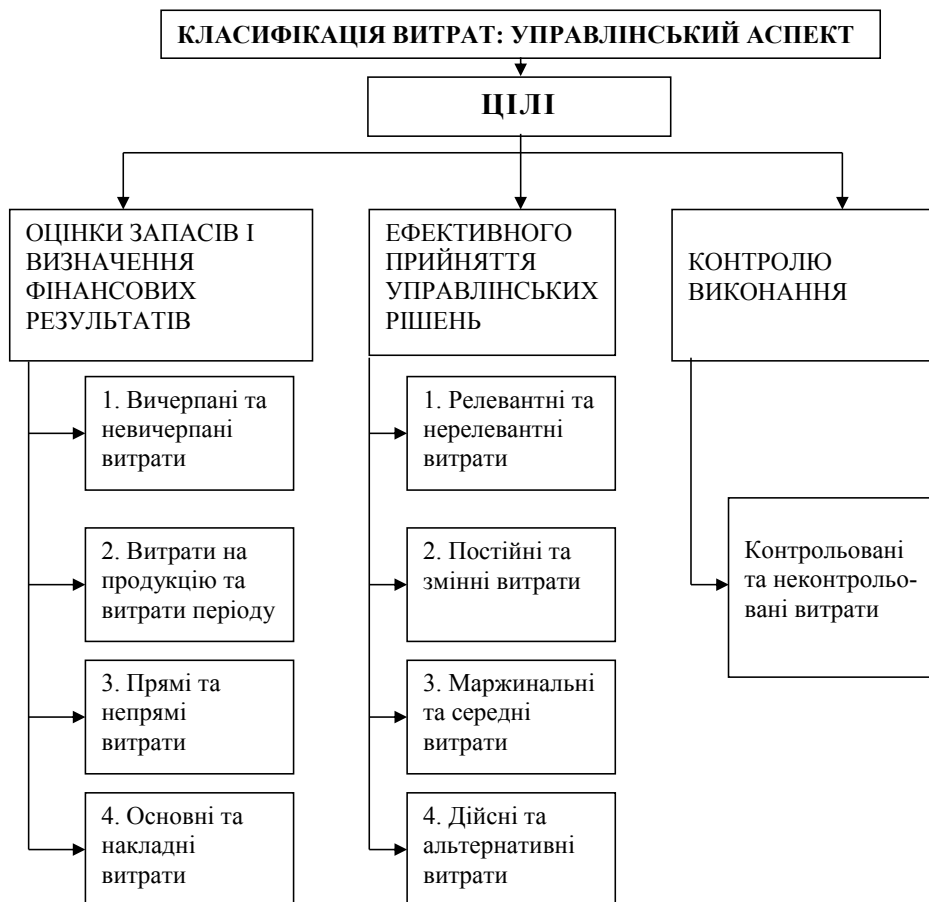 КЛАСИФІКАЦІЯ ВИТРАТ: УПРАВЛІНСЬКИЙ АСПЕКТ
ЦІЛІ
ОЦІНКИ ЗАПАСІВ І
ВИЗНАЧЕННЯ
ФІНАНСОВИХ
РЕЗУЛЬТАТІВ
1. Вичерпані та
невичерпані
витрати
2. Витрати на
продукцію та
витрати періоду
3. Прямі та
непрямі
витрати
4. Основні та
накладні
витрати
ЕФЕКТИВНОГО
ПРИЙНЯТТЯ
УПРАВЛІНСЬКИХ
РІШЕНЬ
1. Релевантні та
нерелевантні
витрати
2. Постійні та
змінні витрати
3. Маржинальні
та середні
витрати
4. Дійсні та
альтернативні
витрати
КОНТРОЛЮ
ВИКОНАННЯ
Контрольовані
та неконтрольо-
вані витрати